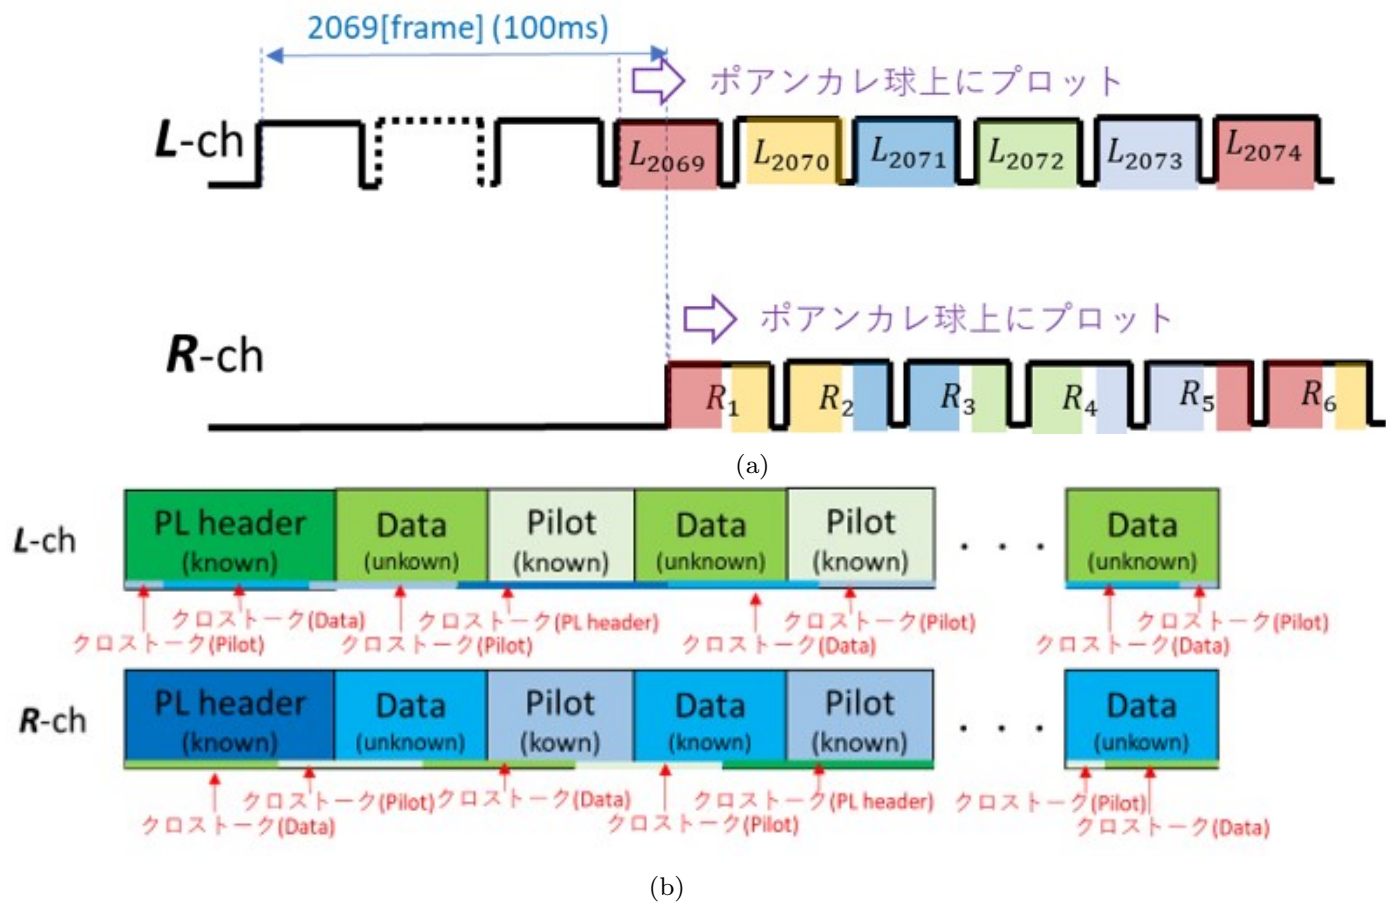 2069[frame] (100ms)
ポアンカレ球上にプロット
L-ch
L2069 L2070 L2071 L2072 L2073 L2074
ポアンカレ球上にプロット
R-ch
R1 R2 R3 R4 R5 R6
(a)
L-ch
PL header Data Pilot Data Pilot . . . Data
(known) (unkown) (known) (unknown) (known) (unknown)
クロストーク(Data) クロストーク(PL header) クロストーク(Pilot) クロストーク(Pilot)
クロストーク(Pilot) クロストーク(Pilot) クロストーク(Data) クロストーク(Data)
R-ch
PL header Data Pilot Data Pilot . . . Data
(known) (unknown) (kown) (known) (known) (unknown)
クロストーク(Pilot) クロストーク(Data) クロストーク(PL header) クロストーク(Pilot)
クロストーク(Data) クロストーク(Pilot) クロストーク(Data)
(b)